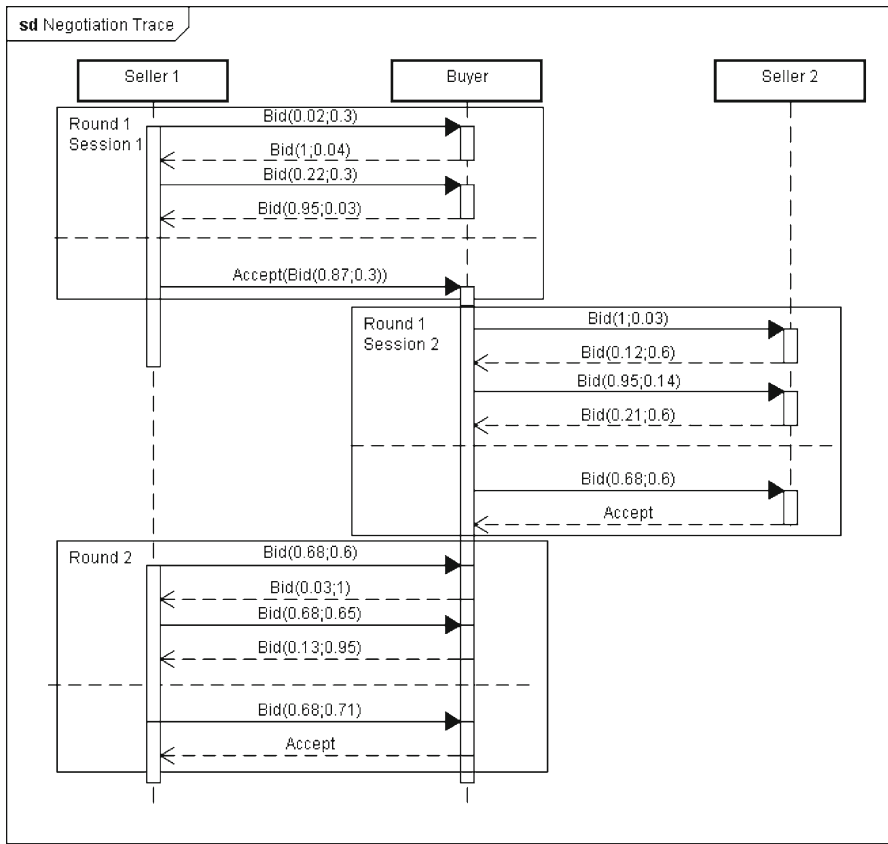 sd Negotiation Trace
Seller 1
Buyer
Seller 2
Round 1
Session 1
Bid(0.02;0.3)
Bid(1;0.04)
Bid(0.22;0.3)
Bid(0.95;0.03)
Accept(Bid(0.87;0.3))
Round 1
Session 2
Bid(1;0.03)
Bid(0.12;0.6)
Bid(0.95;0.14)
Bid(0.21;0.6)
Bid(0.68;0.6)
Accept
Round 2
Bid(0.68;0.6)
Bid(0.03;1)
Bid(0.68;0.65)
Bid(0.13;0.95)
Bid(0.68;0.71)
Accept